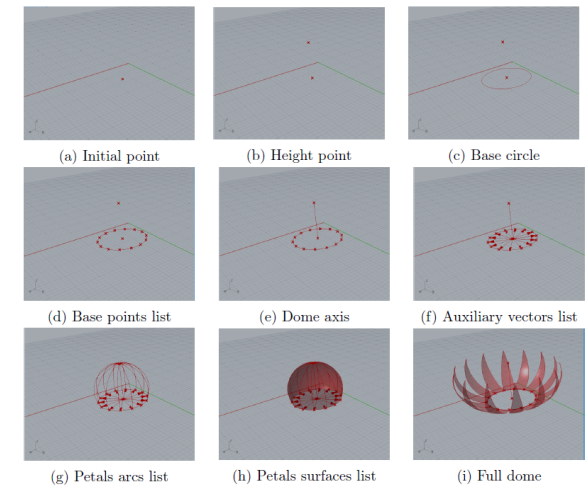 (a) Initial point
(b) Height point
(c) Base circle
(d) Base points list
(e) Dome axis
(f) Auxiliary vectors list
(g) Petals arcs list
(h) Petals surfaces list
(i) Full dome